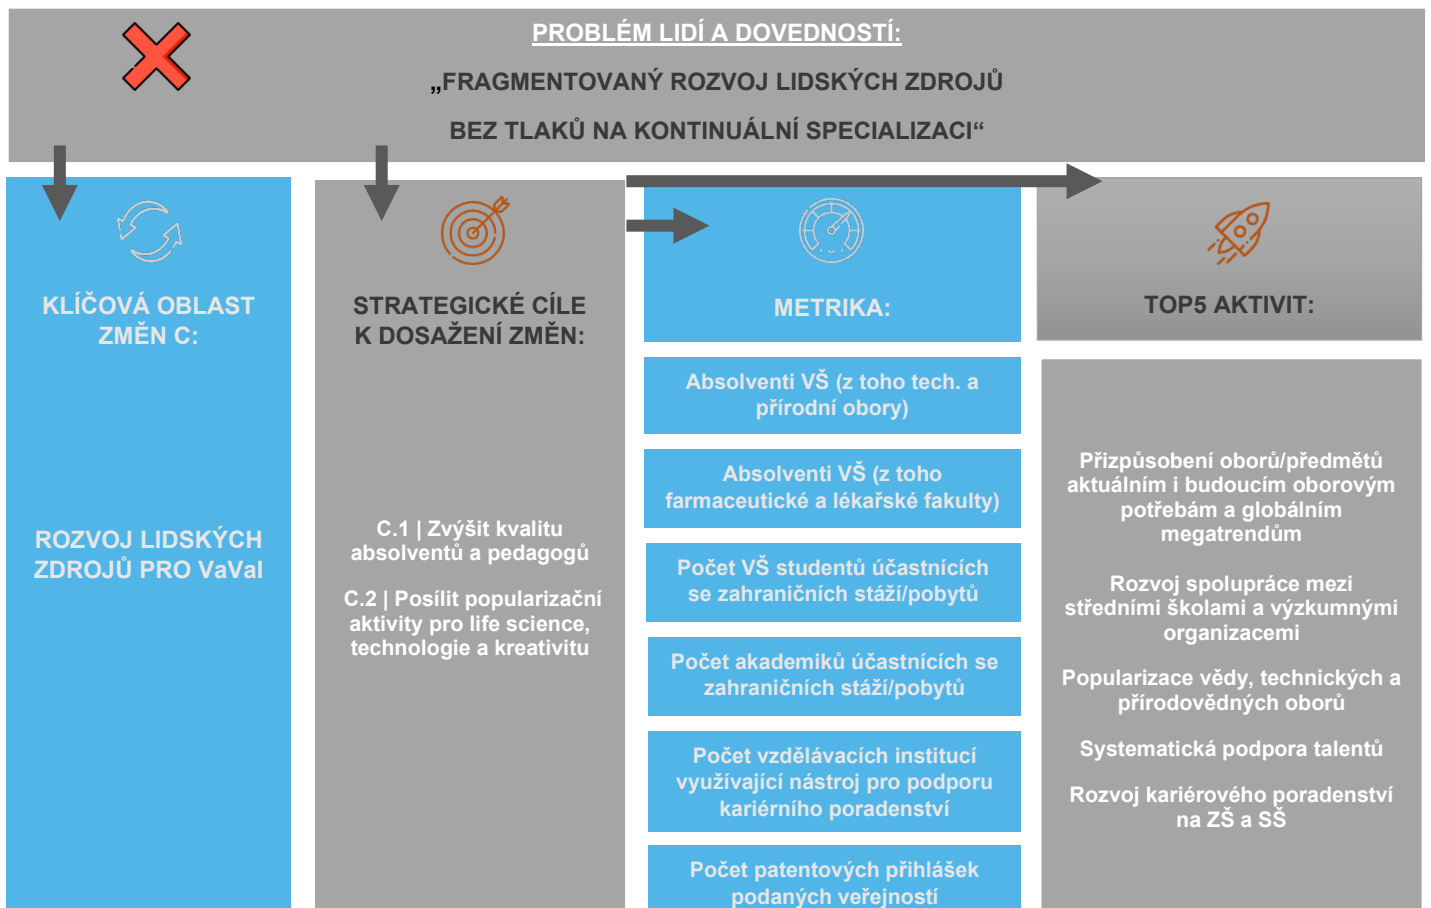 PROBLÉM LIDÍ A DOVEDNOSTÍ:
„FRAGMENTOVANÝ ROZVOJ LIDSKÝCH ZDROJŮ
BEZ TLAKŮ NA KONTINUÁLNÍ SPECIALIZACI“
KLÍČOVÁ OBLAST
ZMĚN C:
ROZVOJ LIDSKÝCH
ZDROJŮ PRO VaVaI
STRATEGICKÉ CÍLE
K DOSAŽENÍ ZMĚN:
C.1 | Zvýšit kvalitu
absolventů a pedagogů
C.2 | Posílit popularizační
aktivity pro life science,
technologie a kreativitu
METRIKA:
Absolventi VŠ (z toho tech. a
přírodní obory)
Absolventi VŠ (z toho
farmaceutické a lékařské fakulty)
Počet VŠ studentů účastnících
se zahraničních stáží/pobytů
Počet akademiků účastnících se
zahraničních stáží/pobytů
Počet vzdělávacích institucí
využívající nástroj pro podporu
kariérního poradenství
Počet patentových přihlášek
podaných veřejností
TOP5 AKTIVIT:
Přizpůsobení oborů/předmětů
aktuálním i budoucím oborovým
potřebám a globálním
megatrendům
Rozvoj spolupráce mezi
středními školami a výzkumnými
organizacemi
Popularizace vědy, technických a
přírodovědných oborů
Systematická podpora talentů
Rozvoj kariérového poradenství
na ZŠ a SŠ